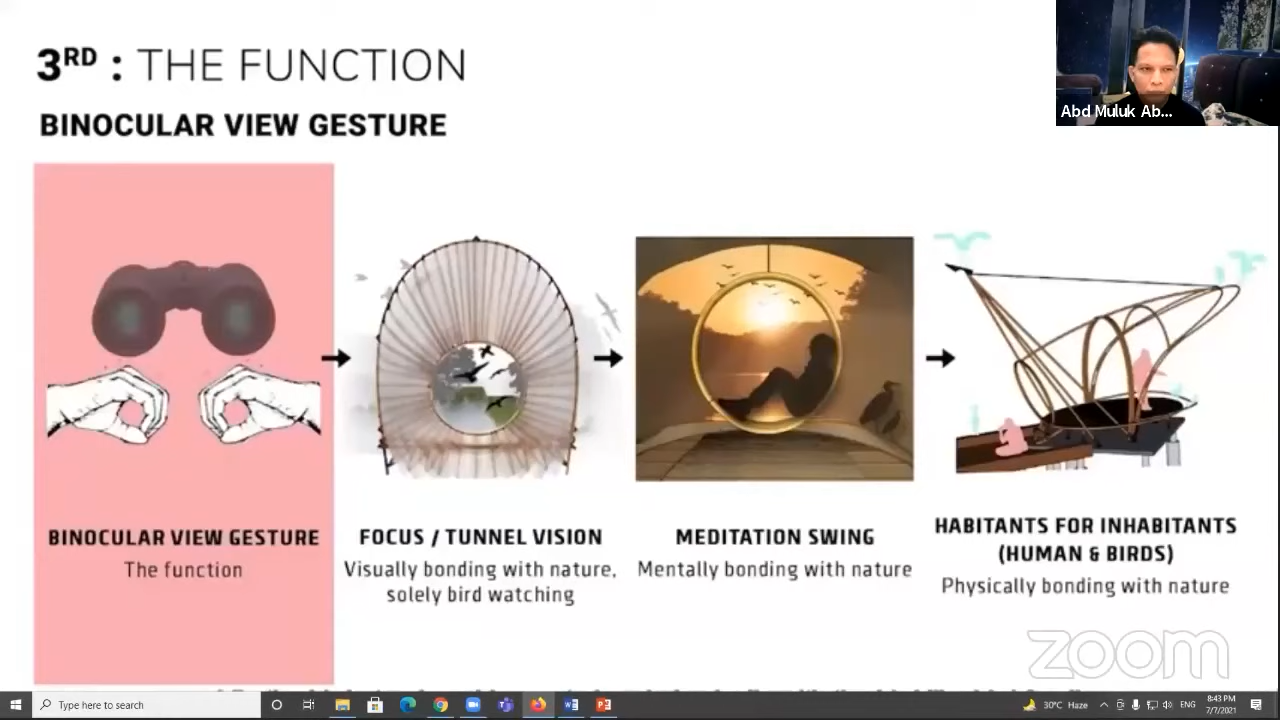 3RD : THE FUNCTION
BINOCULAR VIEW GESTURE
Abd Muluk Ab...
BINOCULAR VIEW GESTURE
The function
FOCUS / TUNNEL VISION
Visually bonding with nature,
solely bird watching
MEDITATION SWING
Mentally bonding with nature
HABITANTS FOR INHABITANTS
(HUMAN & BIRDS)
Physically bonding with nature
zoom
Type here to search
30°C Haze
ENG
8:43 PM
7/7/2021